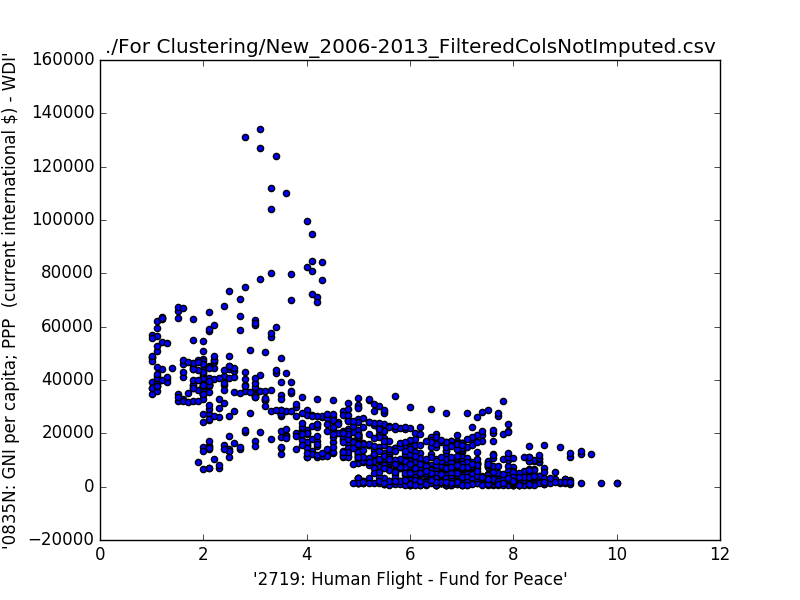 ./For Clustering/New_2006-2013_FilteredColsNotImputed.csv
'0835N: GNI per capita; PPP  (current international $) - WDI'
160000
140000
120000
100000
80000
60000
40000
20000
0
−20000
0 2 4 6 8 10 12
'2719: Human Flight - Fund for Peace'